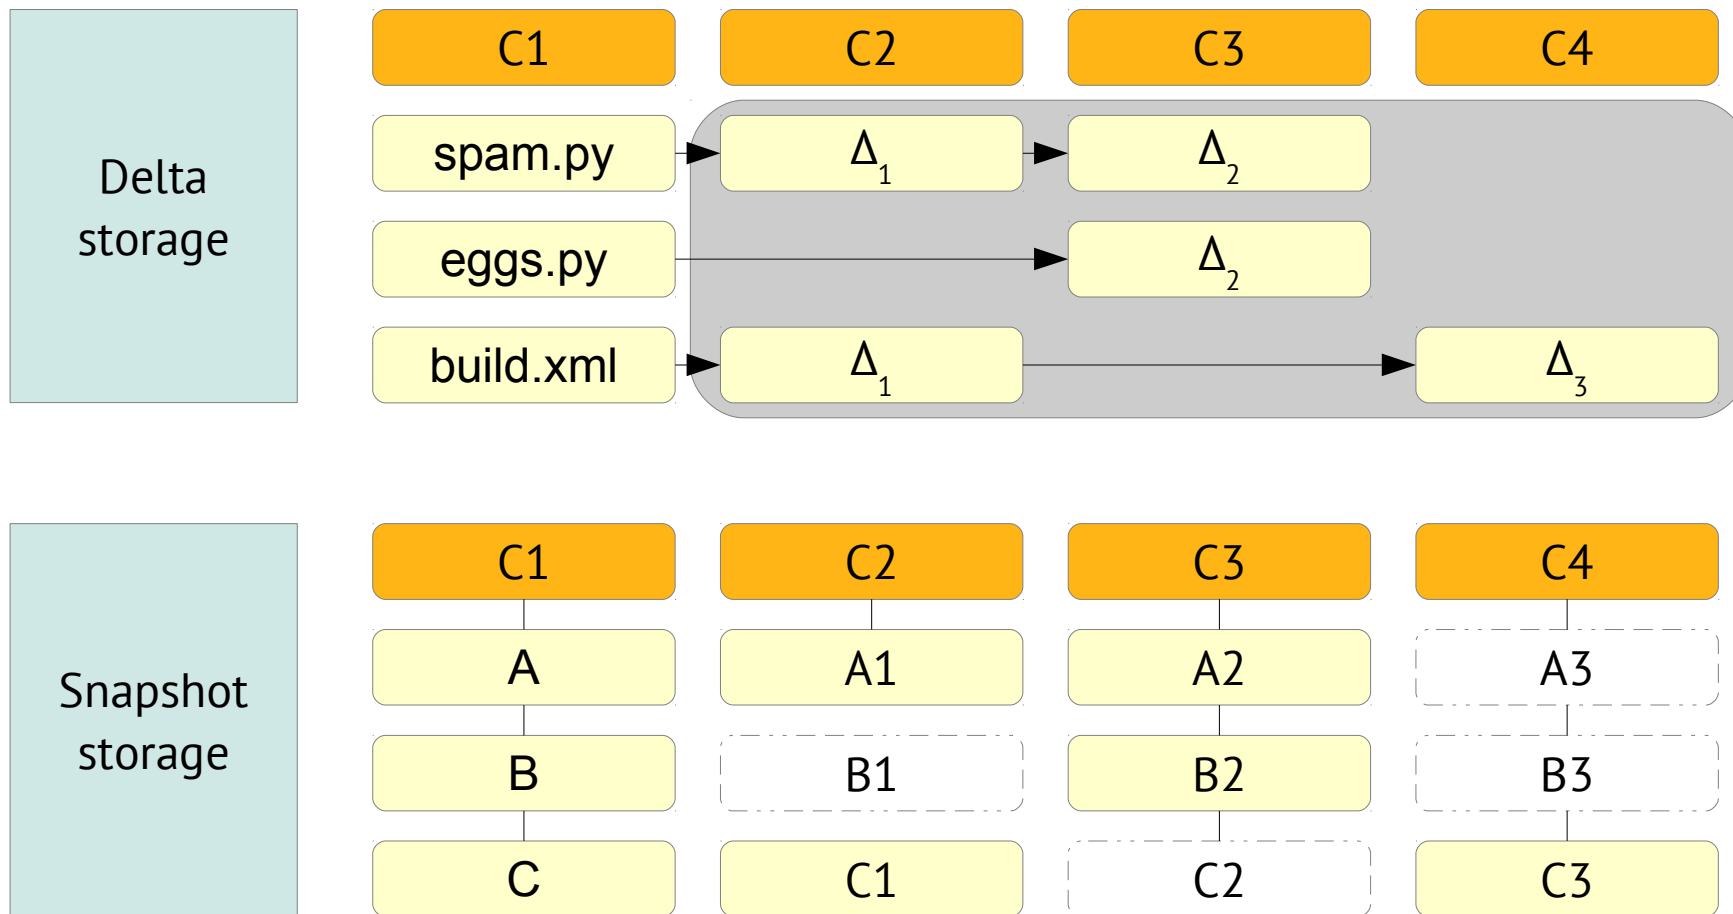 Delta
storage
C1 C2 C3 C4
spam.py Δ1 Δ2
eggs.py Δ2
build.xml Δ1 Δ3
Snapshot
storage
C1 C2 C3 C4
A A1 A2 A3
B B1 B2 B3
C C1 C2 C3